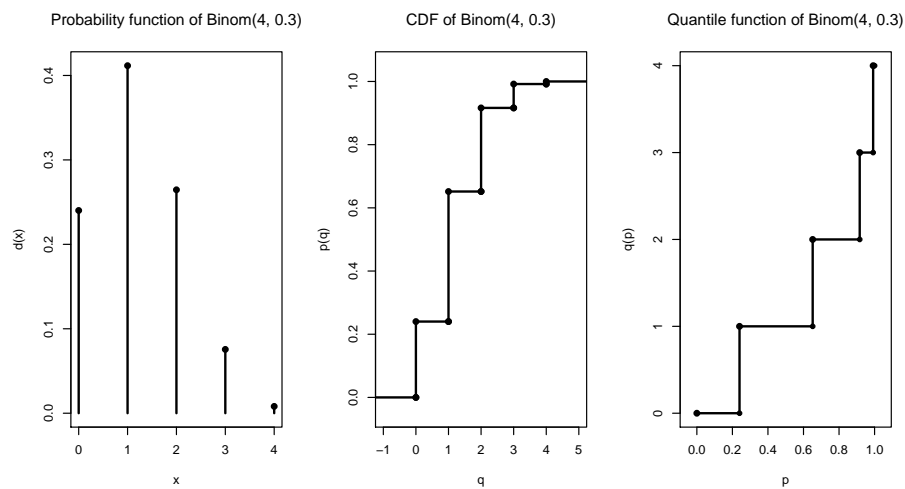 Probability function of Binom(4, 0.3)
CDF of Binom(4, 0.3)
Quantile function of Binom(4, 0.3)
d(x)
0.4
0.3
0.2
0.1
0.0
0 1 2 3 4
x
p(q)
1.0
0.8
0.6
0.4
0.2
0.0
−1 0 1 2 3 4 5
q
q(p)
4
3
2
1
0
0.0 0.2 0.4 0.6 0.8 1.0
p